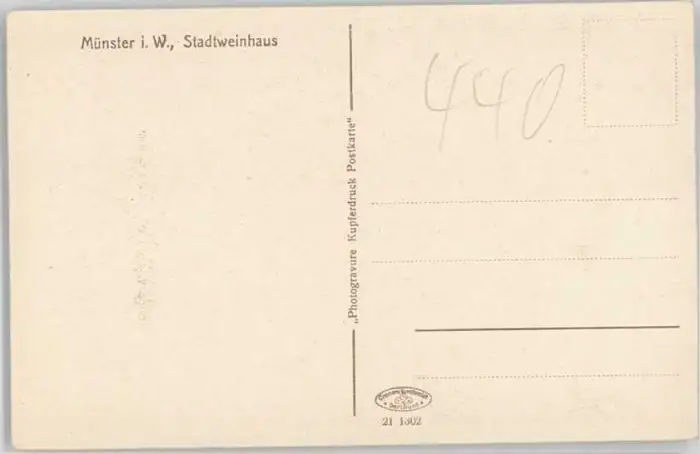 Münster i. W., Stadtweinhaus
440
„Photogravure Kupferdruck Postkarte"
21 1302